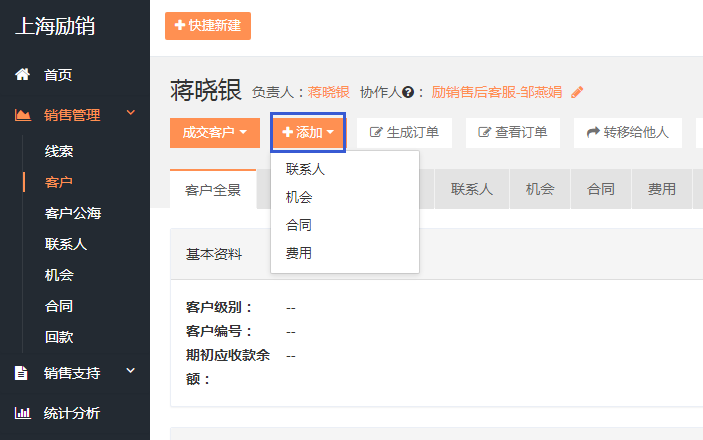 上海励销
快捷新建
首页
销售管理
线索
客户
客户公海
联系人
机会
合同
回款
销售支持
统计分析
蒋晓银 负责人：蒋晓银 协作人?： 励销售后客服-邹燕娟
成交客户 添加 生成订单 查看订单 转移给他人
联系人
机会
合同
费用
客户全景 联系人 机会 合同 费用
基本资料
客户级别： --
客户编号： --
期初应收款余额： --